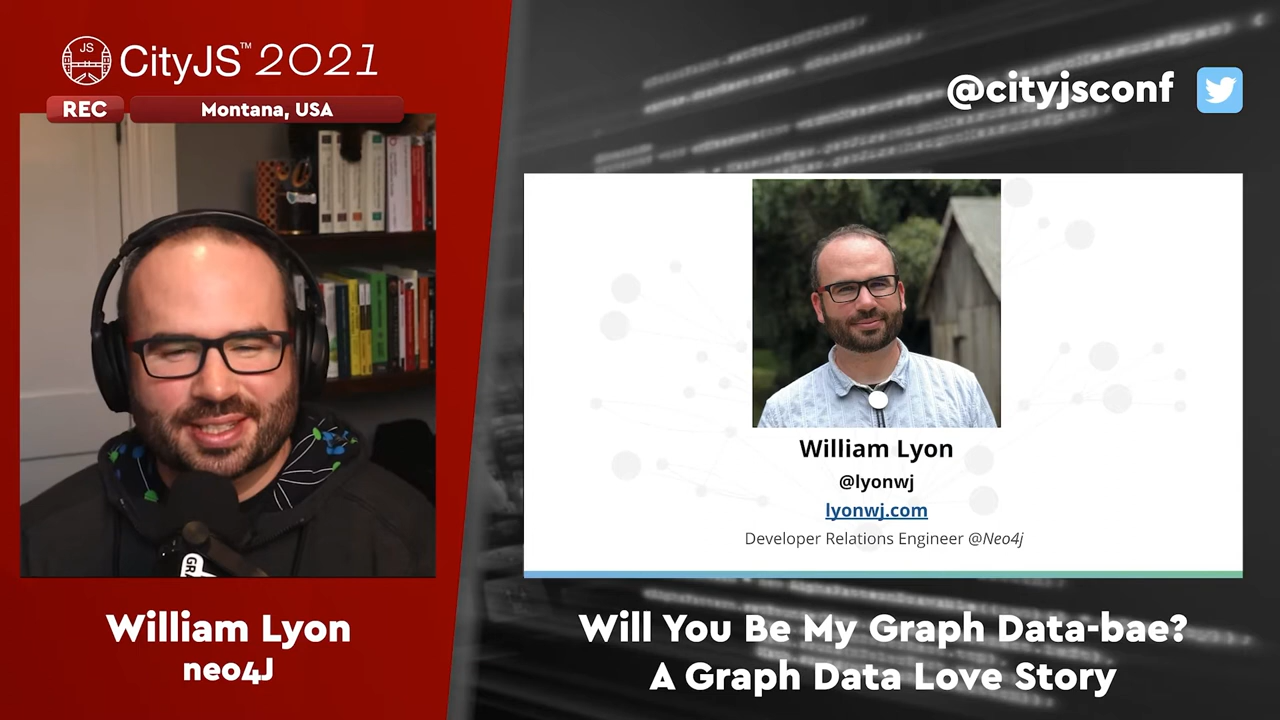 JS
CityJS™ 2021
REC
Montana, USA
@cityjsconf
William Lyon
@lyonwj
lyonwj.com
Developer Relations Engineer @Neo4j
GRA
William Lyon
neo4J
Will You Be My Graph Data-bae?
A Graph Data Love Story